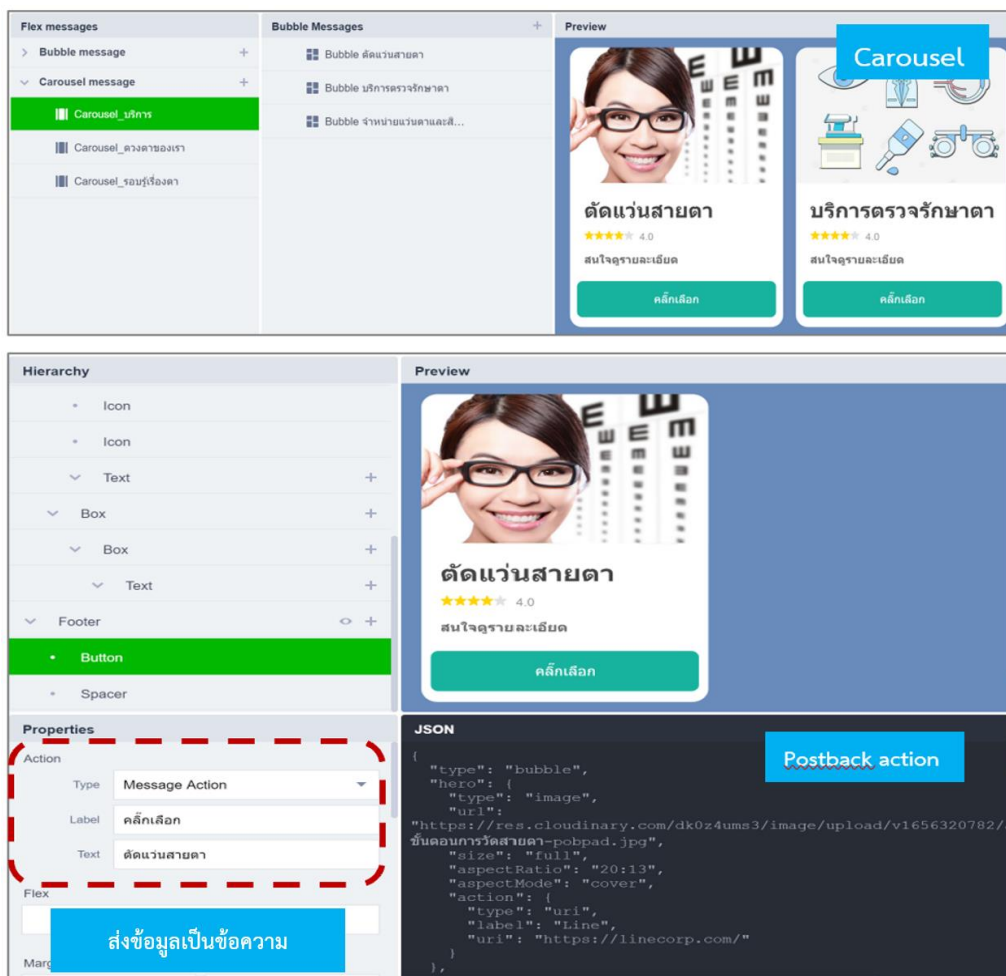 Flex messages
Bubble message
Carousel message
Carousel_บริการ
Carousel_ดวงตาของเรา
Carousel_รอบรู้เรื่องตา
Bubble Messages
Bubble ตัดแว่นสายตา
Bubble บริการตรวจรักษาตา
Bubble จำหน่ายแว่นตาและสั...
Preview
Carousel
ตัดแว่นสายตา
4.0
สนใจดูรายละเอียด
คลิ๊กเลือก
บริการตรวจรักษาตา
4.0
สนใจดูรายละเอียด
คลิ๊กเลือก
Hierarchy
Icon
Icon
Text
Box
Box
Text
Footer
Button
Spacer
Preview
ตัดแว่นสายตา
4.0
สนใจดูรายละเอียด
คลิ๊กเลือก
Properties
Action
Type Message Action
Label คลิ๊กเลือก
Text ตัดแว่นสายตา
Flex
ส่งข้อมูลเป็นข้อความ
Marg
JSON
Postback action
{
"type": "bubble",
"hero": {
"type": "image",
"url":
"https://res.cloudinary.com/dk0z4ums3/image/upload/v1656320782/
ขั้นตอนการวัดสายตา-pobpad.jpg",
"size": "full",
"aspectRatio": "20:13",
"aspectMode": "cover",
"action": {
"type": "uri",
"label": "Line",
"uri": "https://linecorp.com/"
}
},